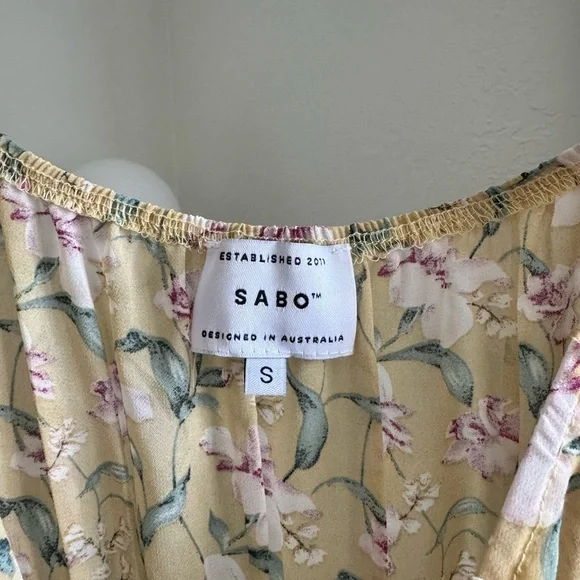 ESTABLISHED 2011
SABO™
DESIGNED IN AUSTRALIA
S